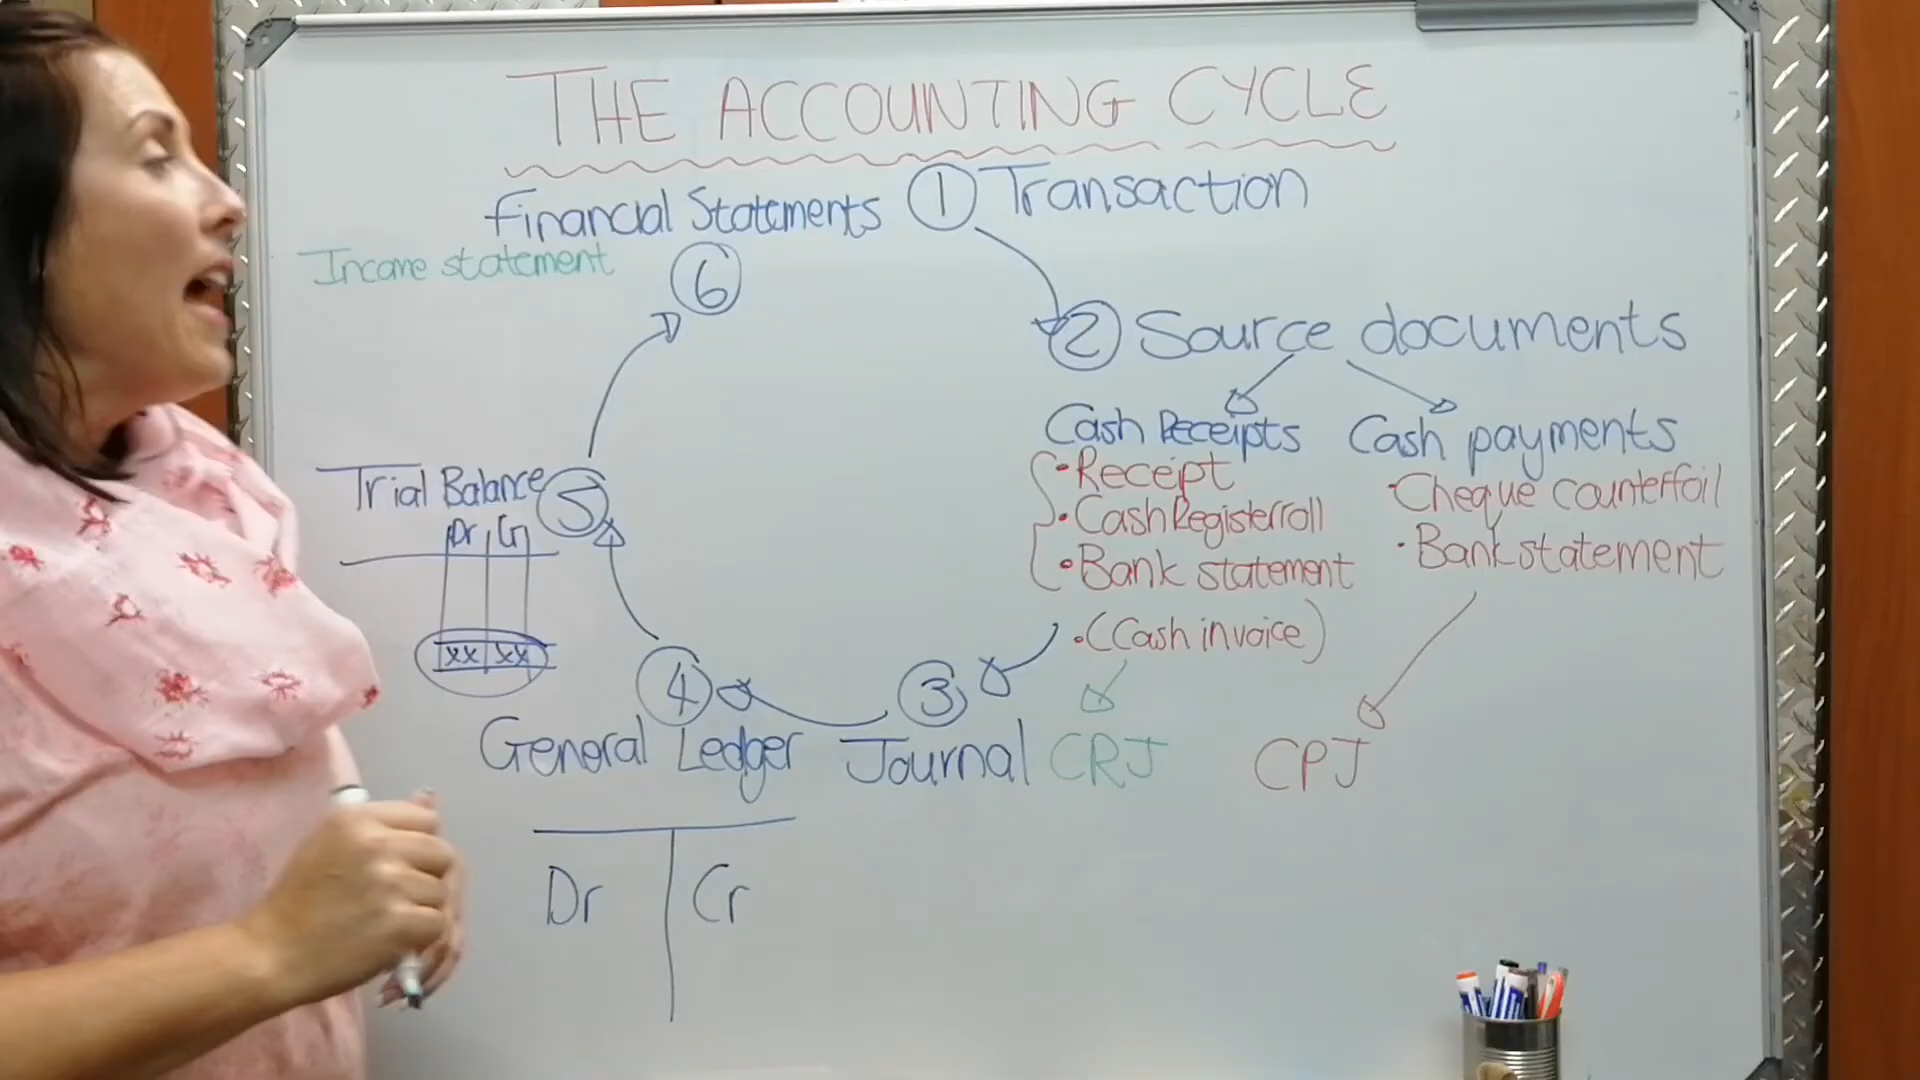 THE ACCOUNTING CYCLE
① Transaction
② Source documents
Cash Receipts
• Receipt
• Cash Register roll
• Bank statement
• (Cash invoice)
CRJ
Cash payments
• Cheque counterfoil
• Bank statement
CPJ
③
Journal
④
General Ledger
Dr Cr
Trial Balance ⑤
Dr Cr
xx xx
Financial Statements
⑥
Income statement